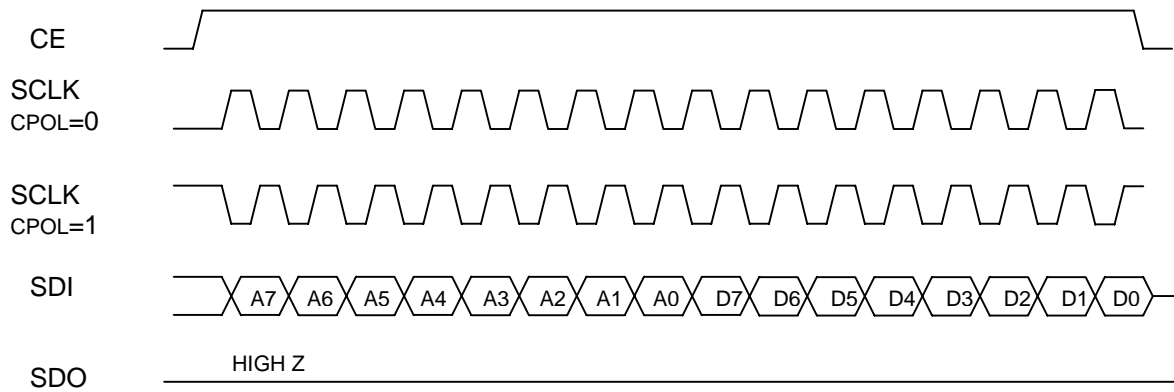 CE
SCLK
CPOL=0
SCLK
CPOL=1
SDI
A7 A6 A5 A4 A3 A2 A1 A0 D7 D6 D5 D4 D3 D2 D1 D0
HIGH Z
SDO